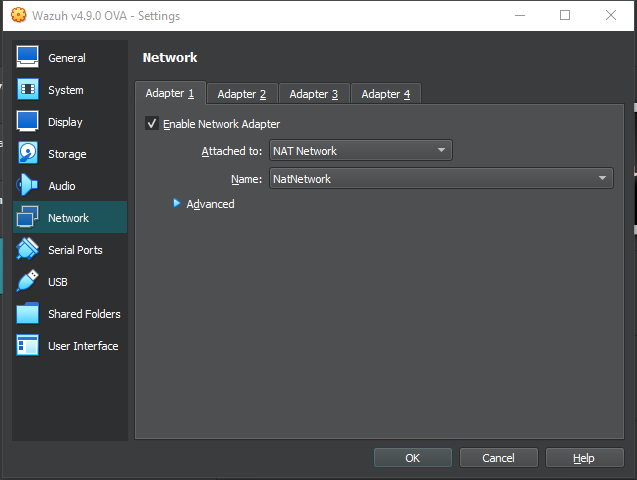 Wazuh v4.9.0 OVA - Settings
General
System
Display
Storage
Audio
Network
Serial Ports
USB
Shared Folders
User Interface
Network
Adapter 1 Adapter 2 Adapter 3 Adapter 4
Enable Network Adapter
Attached to: NAT Network
Name: NatNetwork
Advanced
OK Cancel Help